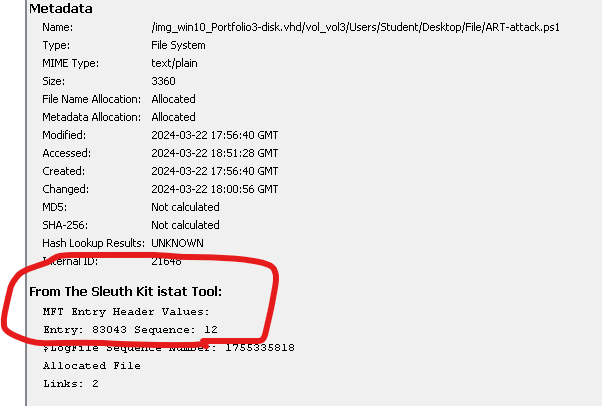 Metadata
Name: /img_win10_Portfolio3-disk.vhd/vol_vol3/Users/Student/Desktop/File/ART-attack.ps1
Type: File System
MIME Type: text/plain
Size: 3360
File Name Allocation: Allocated
Metadata Allocation: Allocated
Modified: 2024-03-22 17:56:40 GMT
Accessed: 2024-03-22 18:51:28 GMT
Created: 2024-03-22 17:56:40 GMT
Changed: 2024-03-22 18:00:56 GMT
MD5: Not calculated
SHA-256: Not calculated
Hash Lookup Results: UNKNOWN
Internal ID: 21648
From The Sleuth Kit istat Tool:
MFT Entry Header Values:
Entry: 83043 Sequence: 12
$LogFile Sequence Number: 1755335818
Allocated File
Links: 2